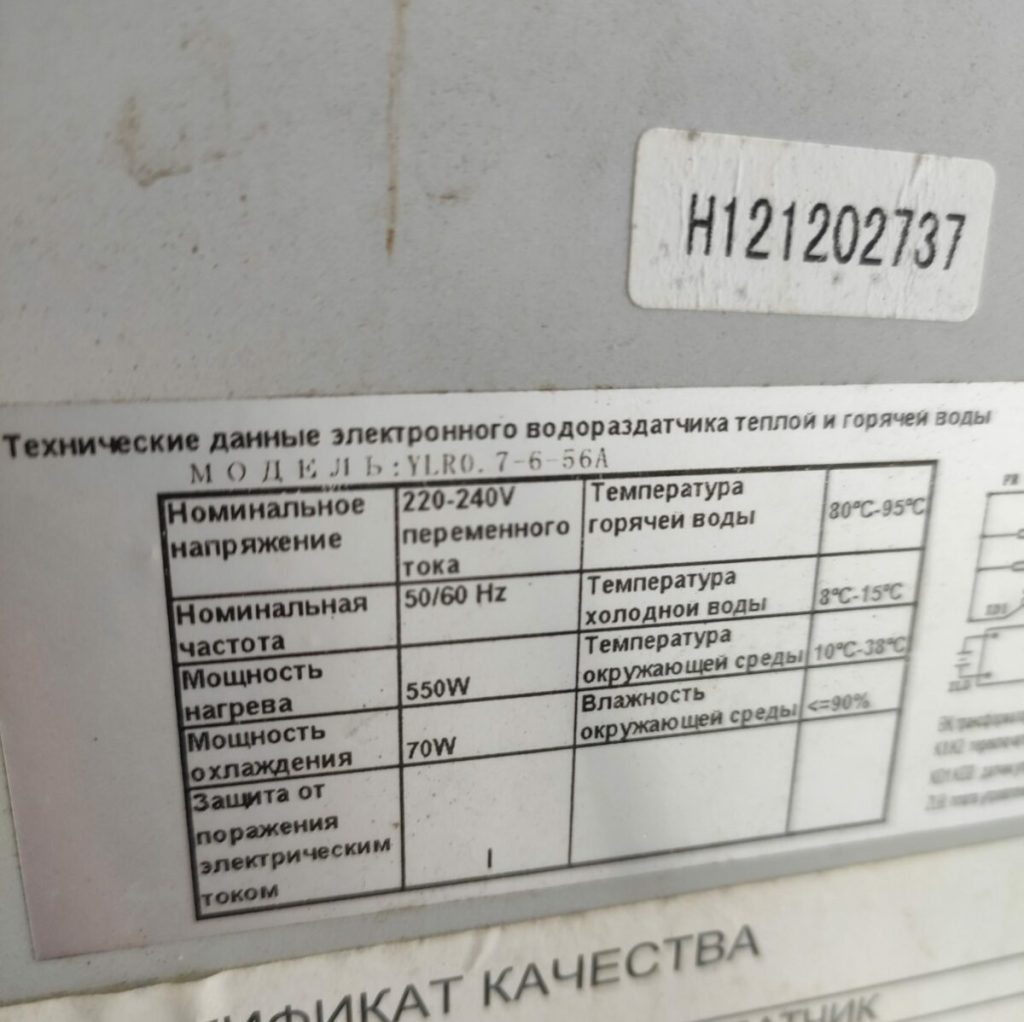 H121202737
Технические данные электронного водораздатчика теплой и горячей воды
МОДЕЛЬ:YLR0.7-6-56A
Номинальное
напряжение
220-240V
переменного
тока
Температура
горячей воды
80°C-95°C
Номинальная
частота
50/60 Hz
Температура
холодной воды
8°C-15°C
Мощность
нагрева
550W
Температура
окружающей среды
10°C-38°C
Мощность
охлаждения
70W
Влажность
окружающей среды
<=90%
Защита от
поражения
электрическим
током
I
КАЧЕСТВА